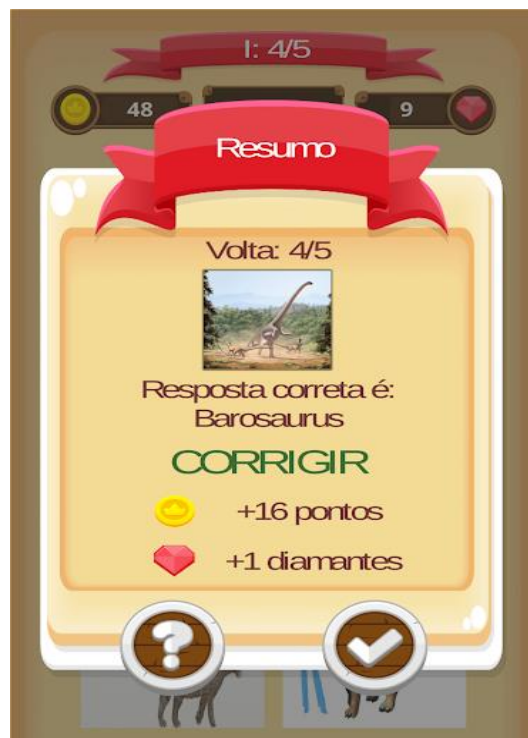 I: 4/5
48
9
Resumo
Volta: 4/5
Resposta correta é:
Barosaurus
CORRIGIR
+16 pontos
+1 diamantes
?